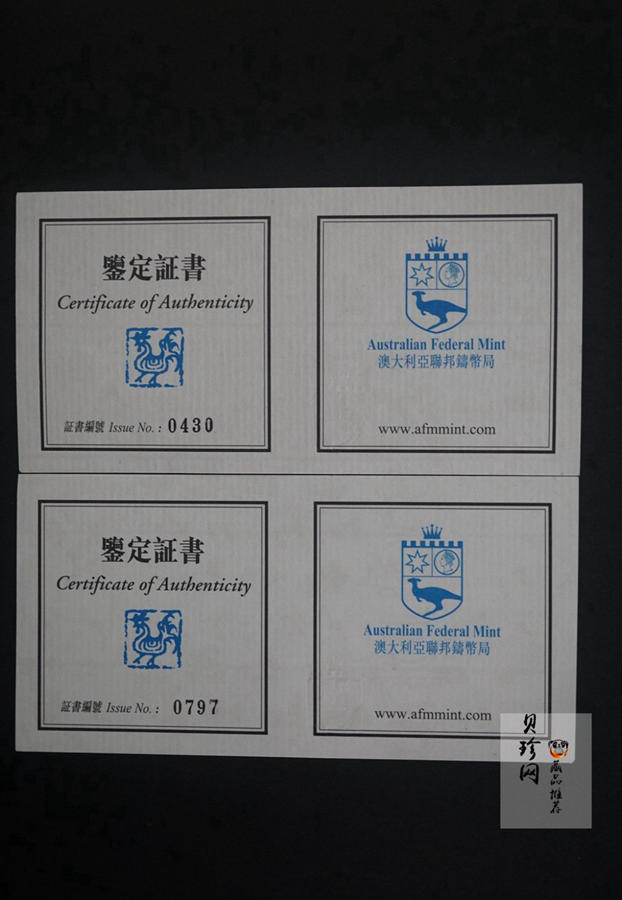 鑒定証書
Certificate of Authenticity
証書編號 Issue No. : 0430
Australian Federal Mint
澳大利亞聯邦鑄幣局
www.afmmint.com
鑒定証書
Certificate of Authenticity
証書編號 Issue No. : 0797
Australian Federal Mint
澳大利亞聯邦鑄幣局
www.afmmint.com
贝珍网
藏品推荐